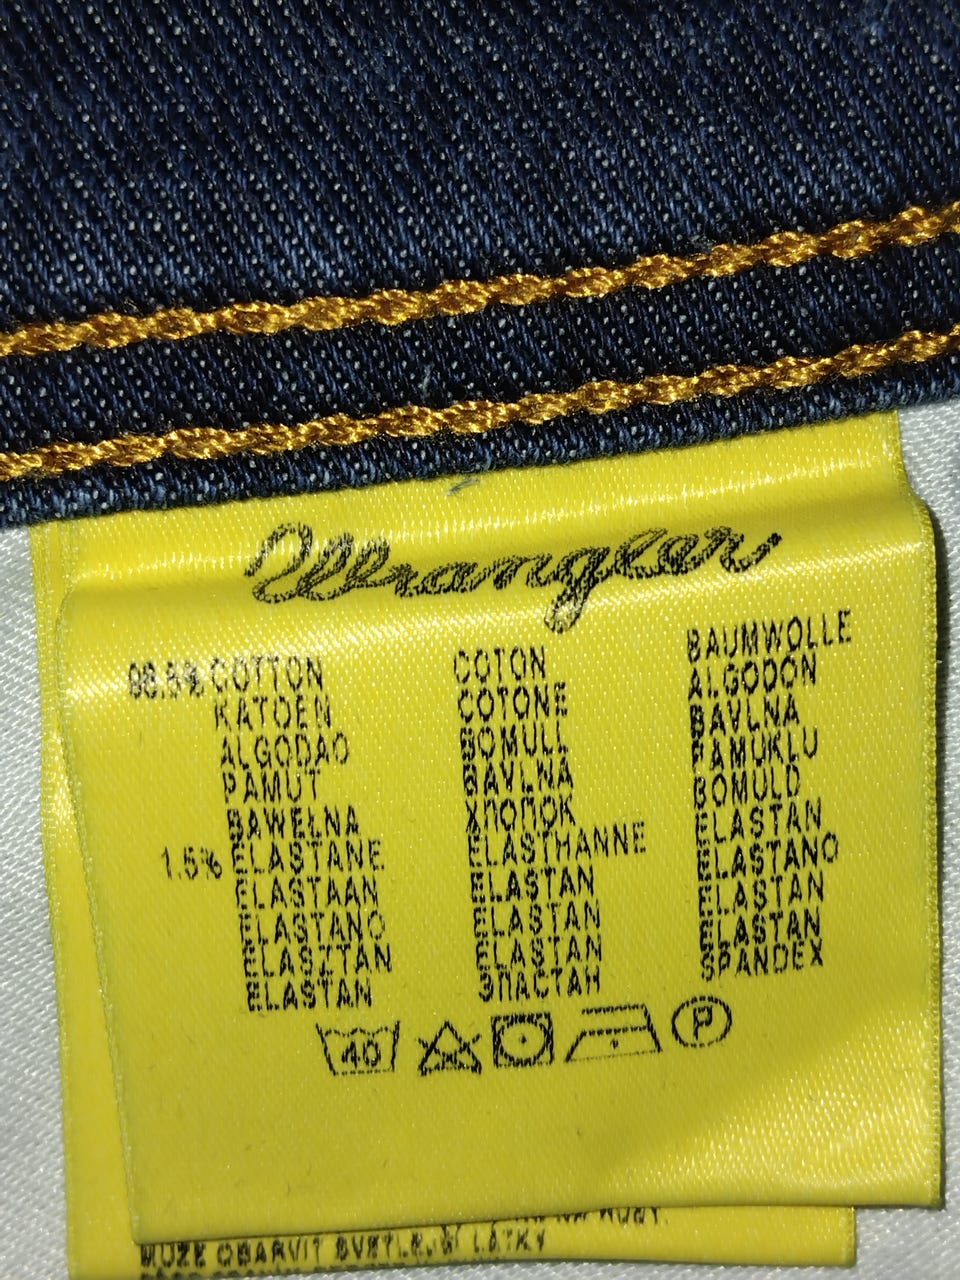 Wrangler
98.5% COTTON COTON BAUMWOLLE
KATOEN COTONE ALGODON
ALGODAO BOMULL BAVLNA
PAMUT BAVLNA PAMUKLU
BAWELNA ХЛОПОК BOMULD
1.5% ELASTANE ELASTHANNE ELASTAN
ELASTAAN ELASTAN ELASTANO
ELASTANO ELASTAN ELASTAN
ELASZTAN ELASTAN ELASTAN
ELASTAN ЭЛАСТАН SPANDEX
40 P
MUZE OBARVIT SVETLEJSI LATKY